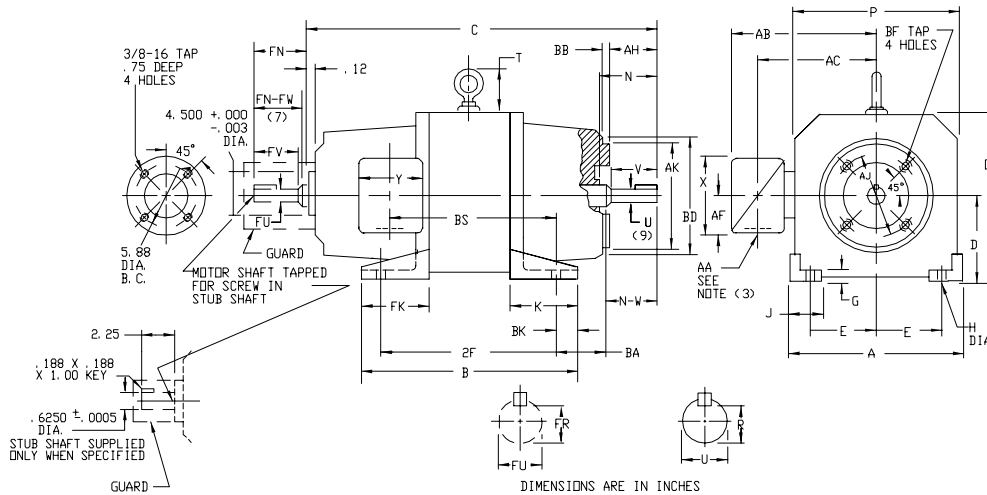 C
P
AB
BB
AH
BF TAP
4 HOLES
3/8-16 TAP
.75 DEEP
4 HOLES
FN
T
N
AC
.12
FN-FW
(7)
4.500 +.000
-.003
DIA.
45°
FV
Y
V
AK
X
AJ
45°
BS
BD
AF
D
FU
U
(9)
5.88
DIA.
B.C.
GUARD
MOTOR SHAFT TAPPED
FOR SCREW IN
STUB SHAFT
AA
SEE
NOTE (3)
G
FK
K
N-W
J
E
E
H
DIA
2.25
BK
2F
BA
B
A
.188 X .188
X 1.00 KEY
.6250 +-.0005
DIA.
STUB SHAFT SUPPLIED
ONLY WHEN SPECIFIED
FR
R
FU
U
GUARD
DIMENSIONS ARE IN INCHES